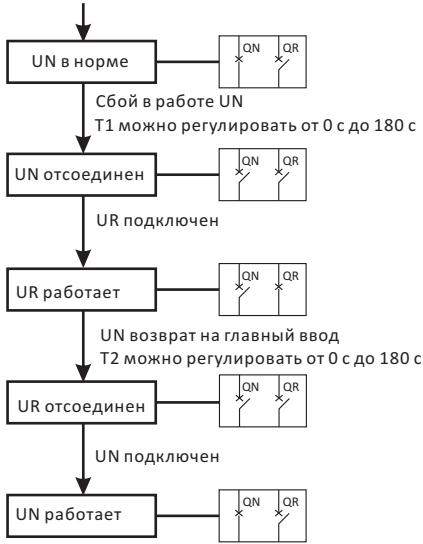 QN QR
UN в норме
Сбой в работе UN
T1 можно регулировать от 0 с до 180 с
QN QR
UN отсоединен
UR подключен
QN QR
UR работает
UN возврат на главный ввод
T2 можно регулировать от 0 с до 180 с
QN QR
UR отсоединен
UN подключен
QN QR
UN работает